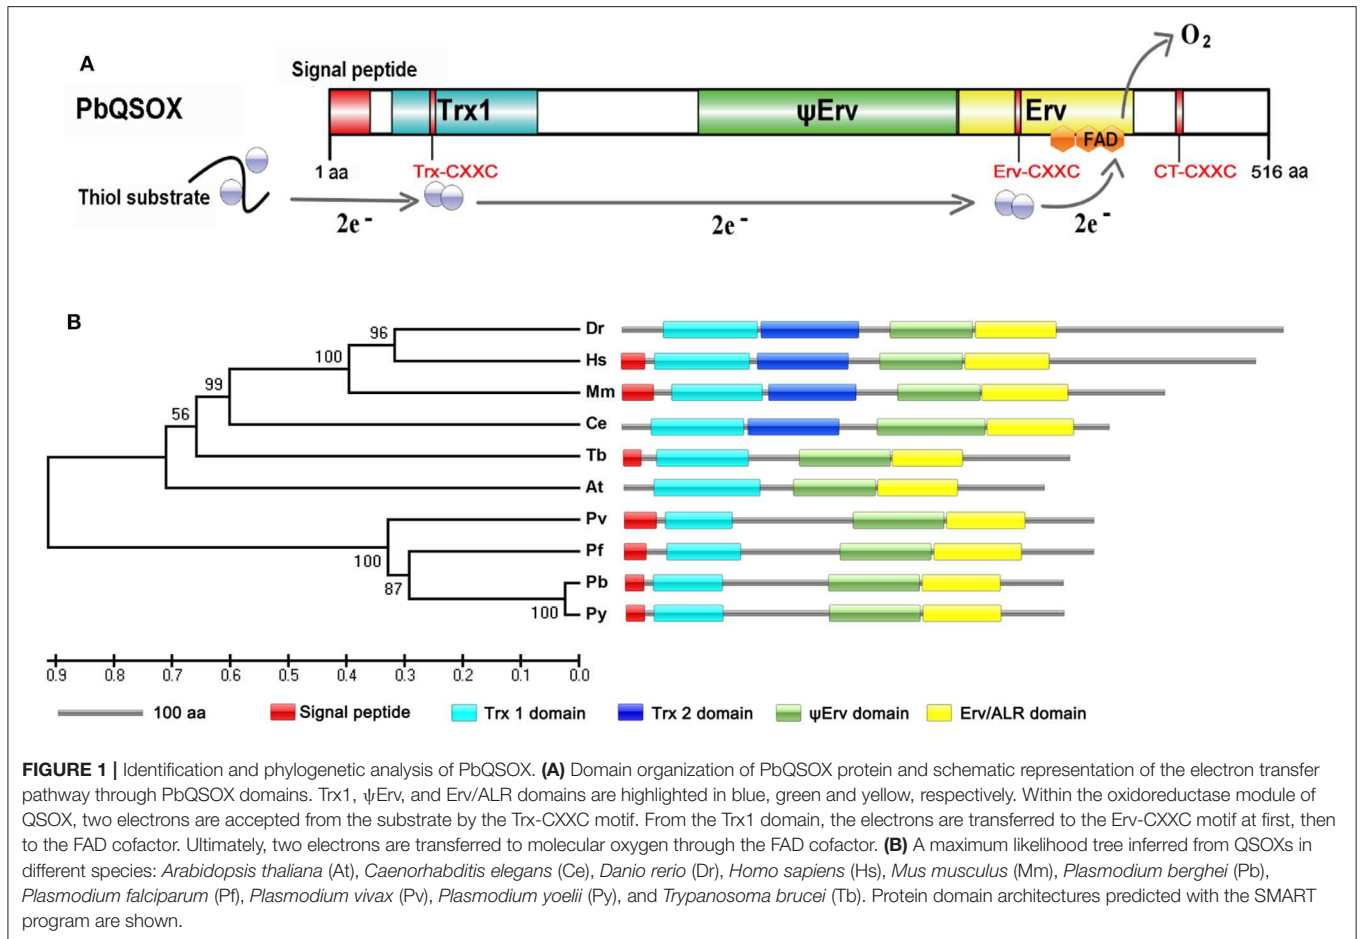 A
Signal peptide
O2
PbQSOX
Trx1
ψErv
Erv
FAD
1 aa
Trx-CXXC
Erv-CXXC
CT-CXXC
516 aa
Thiol substrate
2e-
2e-
2e-
B
96
Dr
100
Hs
99
Mm
56
Ce
Tb
At
Pv
100
Pf
87
Pb
100
Py
0.9 0.8 0.7 0.6 0.5 0.4 0.3 0.2 0.1 0.0
100 aa Signal peptide Trx 1 domain Trx 2 domain ψErv domain Erv/ALR domain
FIGURE 1 | Identification and phylogenetic analysis of PbQSOX. (A) Domain organization of PbQSOX protein and schematic representation of the electron transfer
pathway through PbQSOX domains. Trx1, ψErv, and Erv/ALR domains are highlighted in blue, green and yellow, respectively. Within the oxidoreductase module of
QSOX, two electrons are accepted from the substrate by the Trx-CXXC motif. From the Trx1 domain, the electrons are transferred to the Erv-CXXC motif at first, then
to the FAD cofactor. Ultimately, two electrons are transferred to molecular oxygen through the FAD cofactor. (B) A maximum likelihood tree inferred from QSOXs in
different species: Arabidopsis thaliana (At), Caenorhabditis elegans (Ce), Danio rerio (Dr), Homo sapiens (Hs), Mus musculus (Mm), Plasmodium berghei (Pb),
Plasmodium falciparum (Pf), Plasmodium vivax (Pv), Plasmodium yoelii (Py), and Trypanosoma brucei (Tb). Protein domain architectures predicted with the SMART
program are shown.